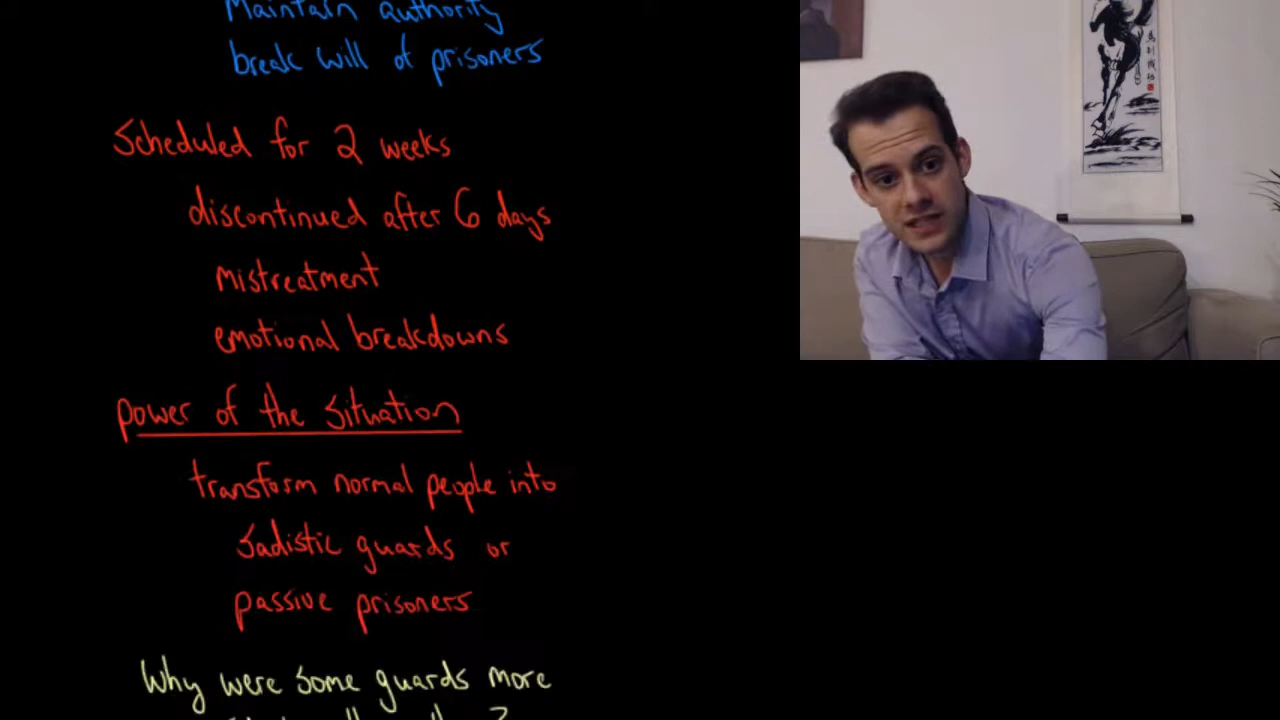 Maintain authority
break will of prisoners
Scheduled for 2 weeks
discontinued after 6 days
mistreatment
emotional breakdowns
power of the situation
transform normal people into
sadistic guards or
passive prisoners
Why were some guards more